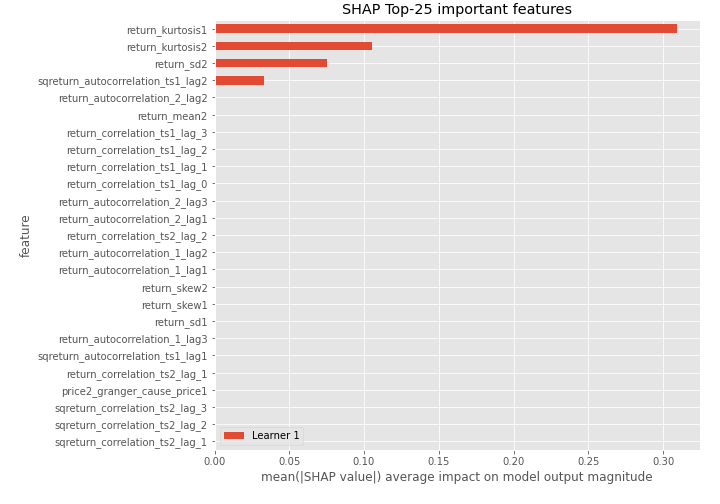 SHAP Top-25 important features
return_kurtosis1
return_kurtosis2
return_sd2
sqreturn_autocorrelation_ts1_lag2
return_autocorrelation_2_lag2
return_mean2
return_correlation_ts1_lag_3
return_correlation_ts1_lag_2
return_correlation_ts1_lag_1
return_correlation_ts1_lag_0
return_autocorrelation_2_lag3
return_autocorrelation_2_lag1
return_correlation_ts2_lag_2
return_autocorrelation_1_lag2
return_autocorrelation_1_lag1
return_skew2
return_skew1
return_sd1
return_autocorrelation_1_lag3
sqreturn_autocorrelation_ts1_lag1
return_correlation_ts2_lag_1
price2_granger_cause_price1
sqreturn_correlation_ts2_lag_3
sqreturn_correlation_ts2_lag_2
sqreturn_correlation_ts2_lag_1
feature
Learner 1
0.00 0.05 0.10 0.15 0.20 0.25 0.30
mean(|SHAP value|) average impact on model output magnitude